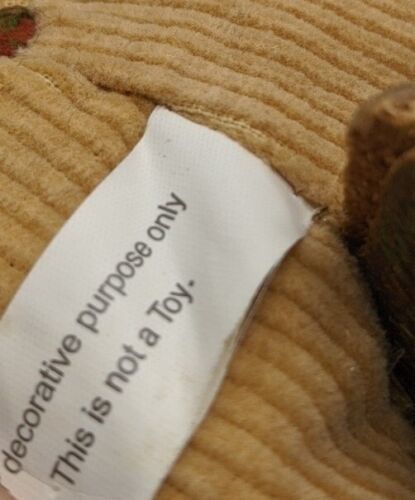 decorative purpose only
This is not a Toy.